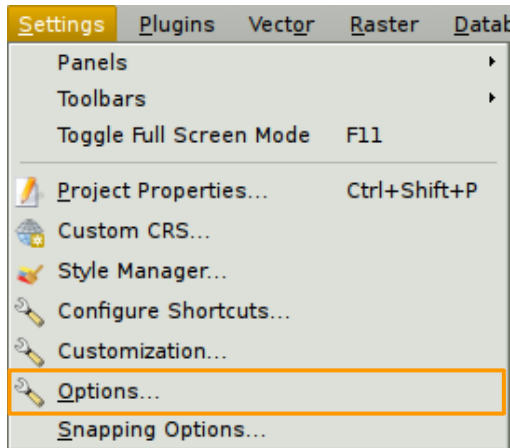 Settings Plugins Vector Raster Datab
Panels
Toolbars
Toggle Full Screen Mode F11
Project Properties... Ctrl+Shift+P
Custom CRS...
Style Manager...
Configure Shortcuts...
Customization...
Options...
Snapping Options...